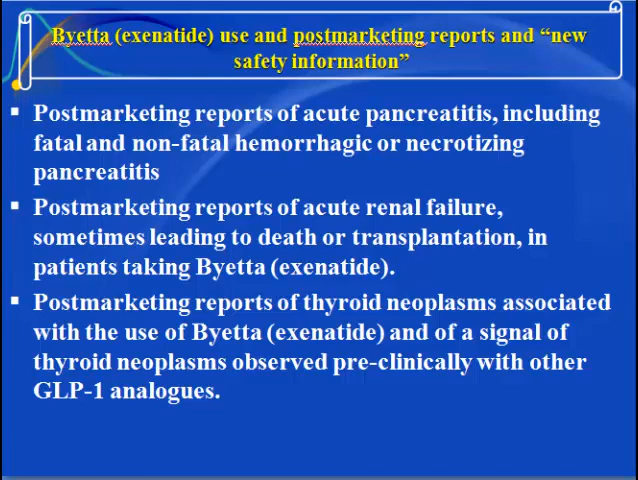 Byetta (exenatide) use and postmarketing reports and “new
safety information”
▪ Postmarketing reports of acute pancreatitis, including
fatal and non-fatal hemorrhagic or necrotizing
pancreatitis
▪ Postmarketing reports of acute renal failure,
sometimes leading to death or transplantation, in
patients taking Byetta (exenatide).
▪ Postmarketing reports of thyroid neoplasms associated
with the use of Byetta (exenatide) and of a signal of
thyroid neoplasms observed pre-clinically with other
GLP-1 analogues.